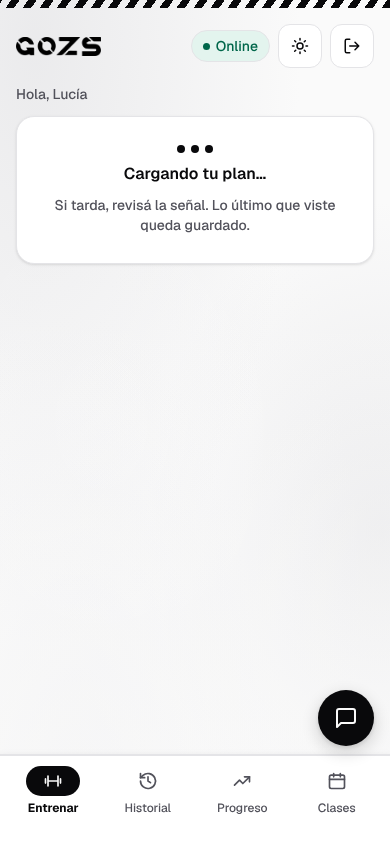 GOZS
Online
Hola, Lucía
Cargando tu plan...
Si tarda, revisá la señal. Lo último que viste
queda guardado.
Entrenar
Historial
Progreso
Clases